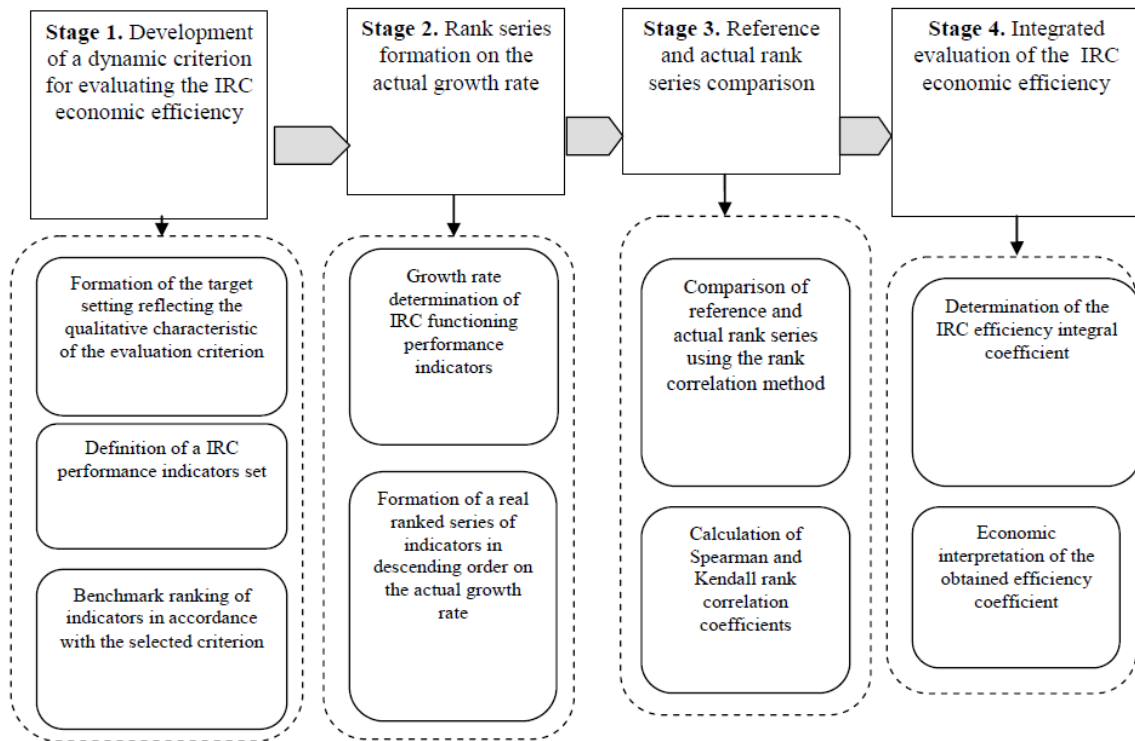 Stage 1. Development
of a dynamic criterion
for evaluating the IRC
economic efficiency
Stage 2. Rank series
formation on the
actual growth rate
Stage 3. Reference
and actual rank
series comparison
Stage 4. Integrated
evaluation of the IRC
economic efficiency
Formation of the target
setting reflecting the
qualitative characteristic
of the evaluation criterion
Definition of a IRC
performance indicators set
Benchmark ranking of
indicators in accordance
with the selected criterion
Growth rate
determination of
IRC functioning
performance
indicators
Formation of a real
ranked series of
indicators in
descending order on
the actual growth
rate
Comparison of
reference and
actual rank series
using the rank
correlation method
Calculation of
Spearman and
Kendall rank
correlation
coefficients
Determination of the
IRC efficiency integral
coefficient
Economic
interpretation of the
obtained efficiency
coefficient